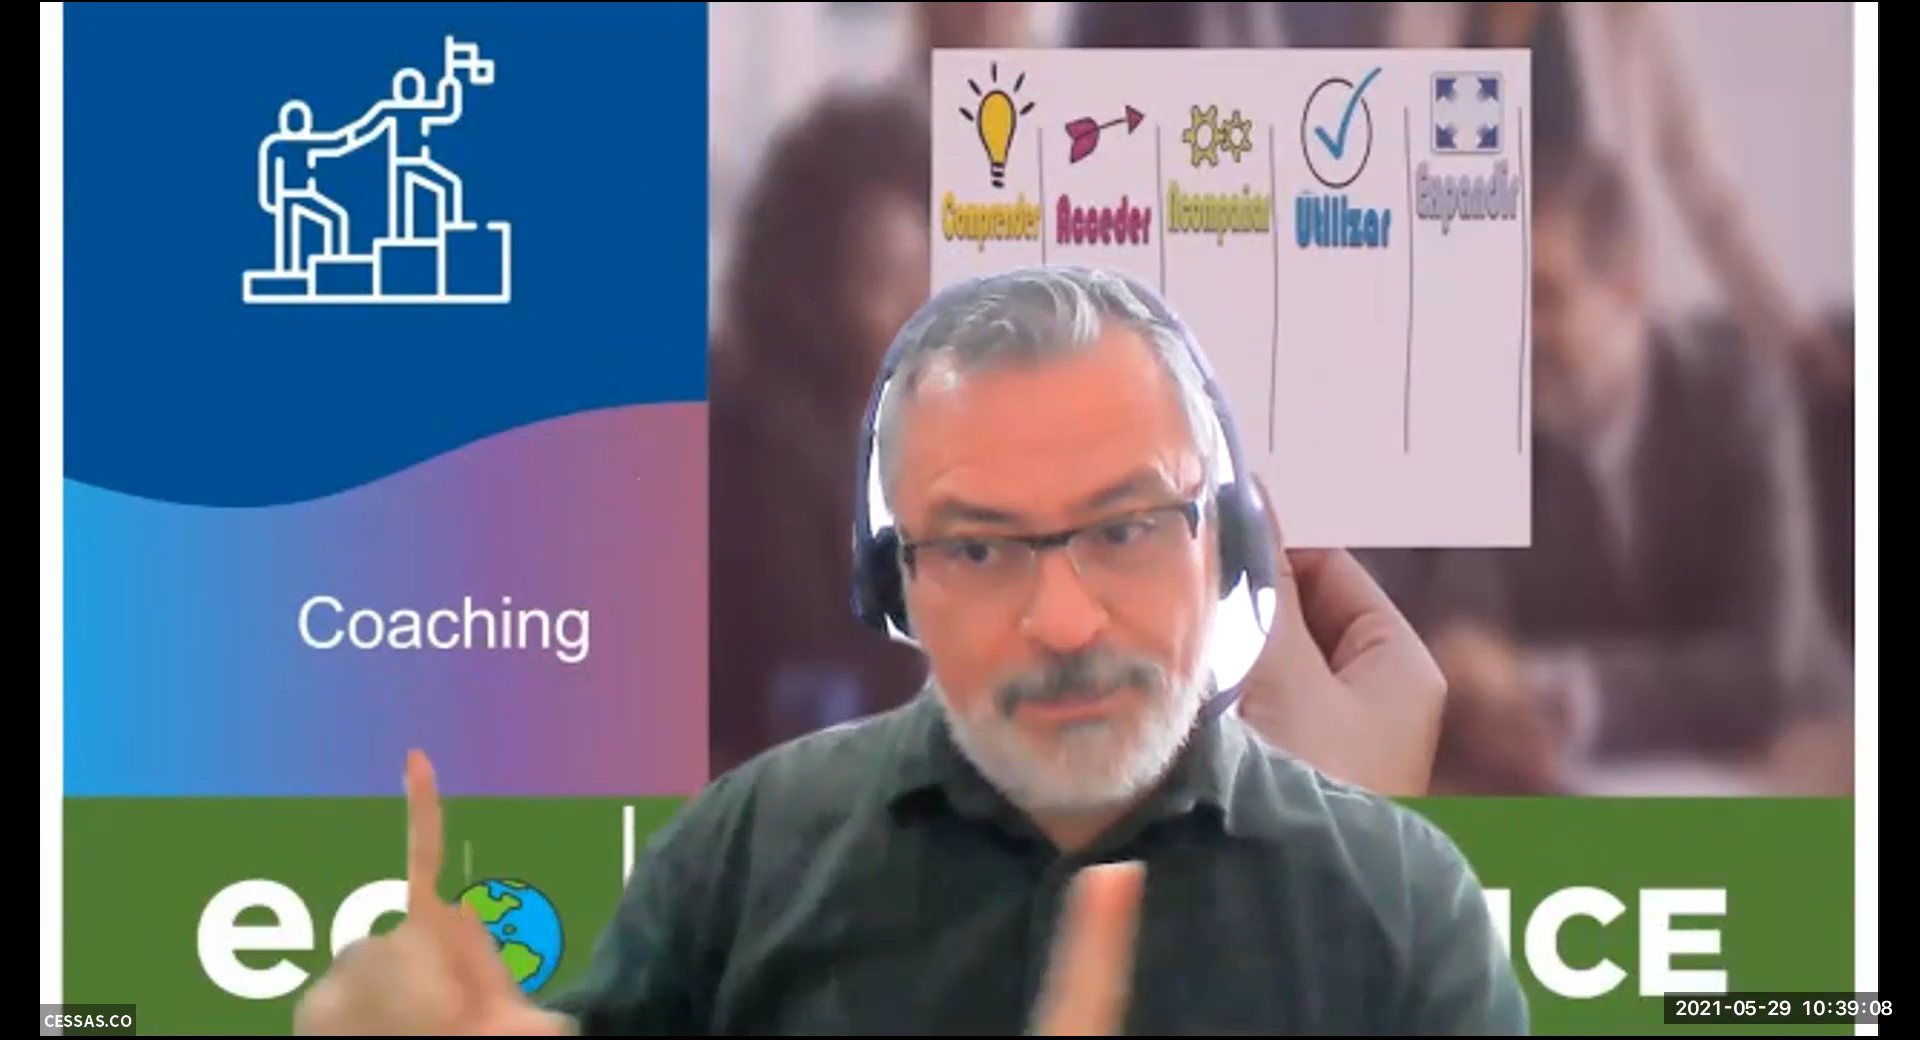 Comprender
Acceder
Acompañar
Utilizar
Expandir
Coaching
CESSAS.CO
2021-05-29 10:39:08